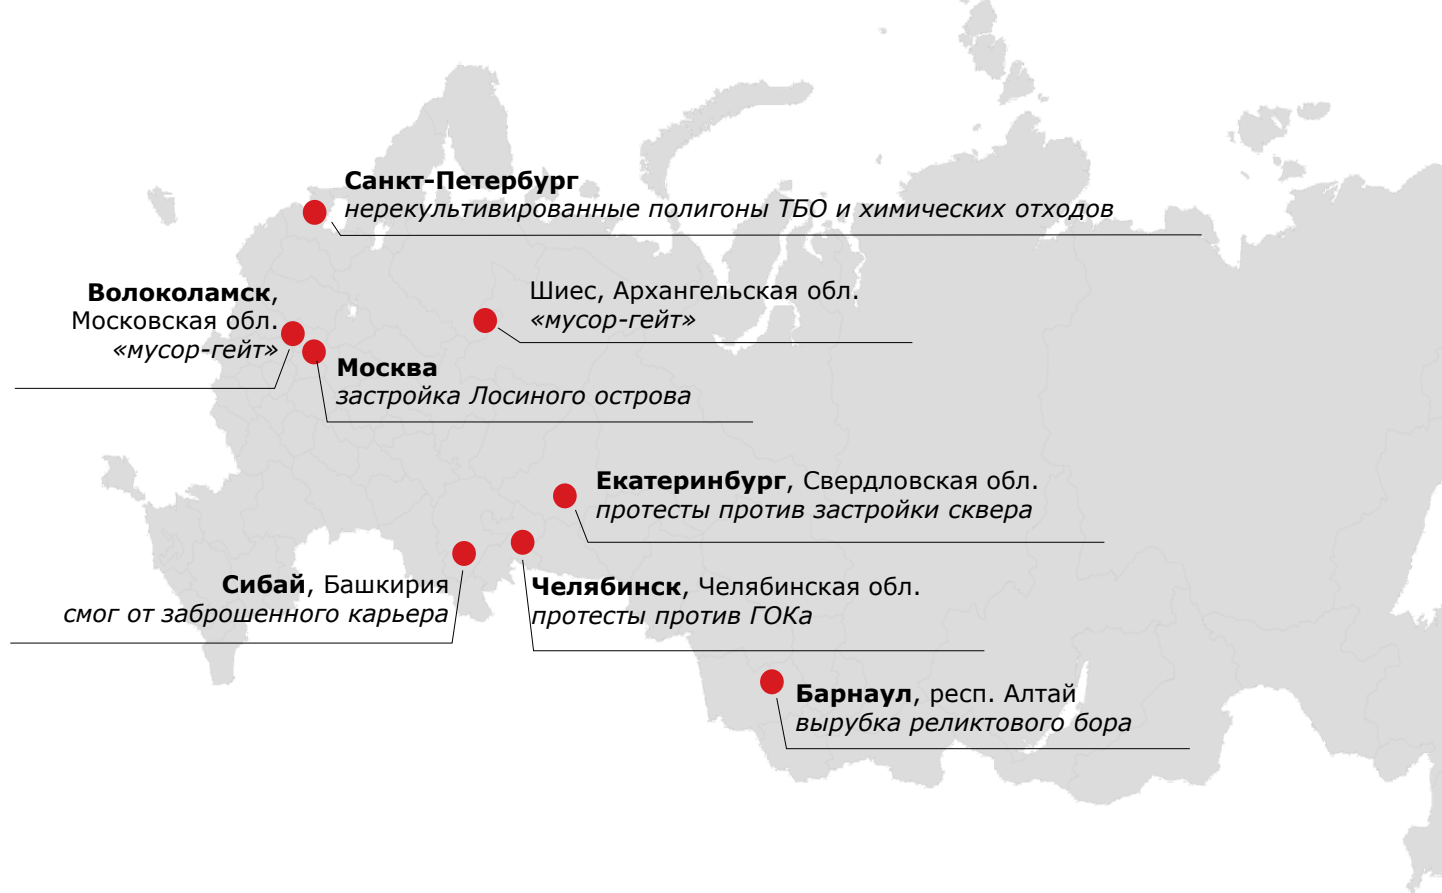 Санкт-Петербург
нерекультивированные полигоны ТБО и химических отходов
Волоколамск,
Московская обл.
«мусор-гейт»
Шиес, Архангельская обл.
«мусор-гейт»
Москва
застройка Лосиного острова
Екатеринбург, Свердловская обл.
протесты против застройки сквера
Сибай, Башкирия
смог от заброшенного карьера
Челябинск, Челябинская обл.
протесты против ГОКа
Барнаул, респ. Алтай
вырубка реликтового бора